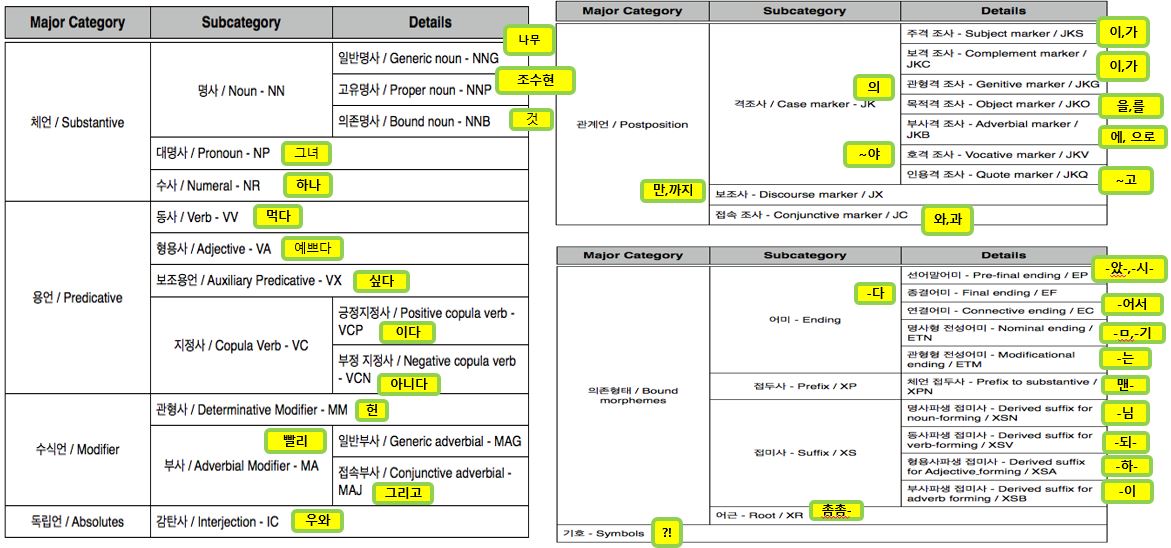 Major Category Subcategory Details
체언 / Substantive
명사 / Noun - NN
일반명사 / Generic noun - NNG
나무
고유명사 / Proper noun - NNP
조수현
의존명사 / Bound noun - NNB
것
대명사 / Pronoun - NP
그녀
수사 / Numeral - NR
하나
용언 / Predicative
동사 / Verb - VV
먹다
형용사 / Adjective - VA
예쁘다
보조용언 / Auxiliary Predicative - VX
싶다
지정사 / Copula Verb - VC
긍정지정사 / Positive copula verb -
VCP
이다
부정 지정사 / Negative copula verb
- VCN
아니다
수식언 / Modifier
관형사 / Determinative Modifier - MM
헌
부사 / Adverbial Modifier - MA
빨리
일반부사 / Generic adverbial - MAG
접속부사 / Conjunctive adverbial -
MAJ
그리고
독립언 / Absolutes
감탄사 / Interjection - IC
우와
Major Category Subcategory Details
관계언 / Postposition
격조사 / Case marker - JK
주격 조사 - Subject marker / JKS
이,가
보격 조사 - Complement marker /
JKC
이,가
관형격 조사 - Genitive marker / JKG
의
목적격 조사 - Object marker / JKO
을,를
부사격 조사 - Adverbial marker /
JKB
에, 으로
호격 조사 - Vocative marker / JKV
~야
인용격 조사 - Quote marker / JKQ
~고
보조사 - Discourse marker / JX
만,까지
접속 조사 - Conjunctive marker / JC
와,과
Major Category Subcategory Details
의존형태 / Bound
morphemes
어미 - Ending
선어말어미 - Pre-final ending / EP
-았-,-시-
종결어미 - Final ending / EF
-다
연결어미 - Connective ending / EC
-어서
명사형 전성어미 - Nominal ending /
ETN
-ㅁ,-기
관형형 전성어미 - Modificational
ending / ETM
-는
접두사 - Prefix / XP
체언 접두사 - Prefix to substantive /
XPN
맨-
접미사 - Suffix / XS
명사파생 접미사 - Derived suffix for
noun-forming / XSN
-님
동사파생 접미사 - Derived suffix for
verb-forming / XSV
-되-
형용사파생 접미사 - Derived suffix
for Adjective_forming / XSA
-하-
부사파생 접미사 - Derived suffix for
adverb forming / XSB
-이
어근 - Root / XR
촘촘-
기호 - Symbols
?!